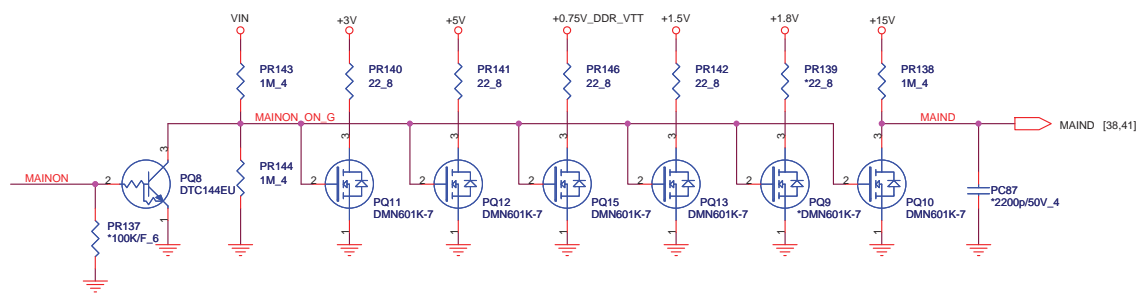 VIN +3V +5V +0.75V_DDR_VTT +1.5V +1.8V +15V
PR143 PR140 PR141 PR146 PR142 PR139 PR138
1M_4 22_8 22_8 22_8 22_8 *22_8 1M_4
MAINON_ON_G MAIND MAIND [38,41]
3 3 3 3 3 3 3
PR144
1M_4
MAINON 2 2 2 2 2 2 2
PQ8
DTC144EU
PC87
*2200p/50V_4
PQ11 PQ12 PQ15 PQ13 PQ9 PQ10
DMN601K-7 DMN601K-7 DMN601K-7 DMN601K-7 *DMN601K-7 DMN601K-7
1 1 1 1 1 1 1
PR137
*100K/F_6